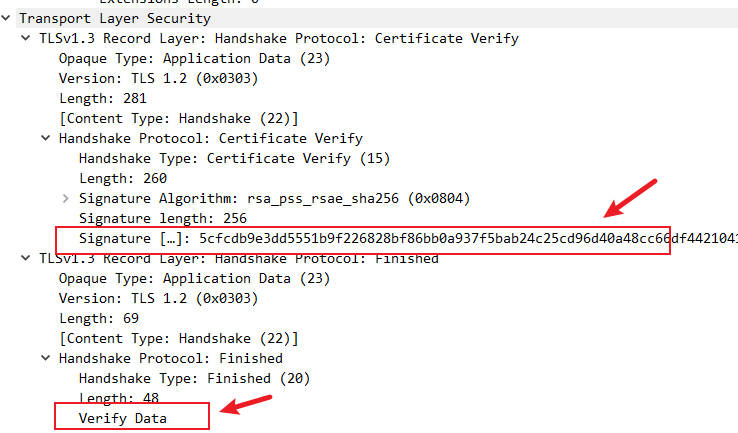 Extensions Length: 0
Transport Layer Security
TLSv1.3 Record Layer: Handshake Protocol: Certificate Verify
Opaque Type: Application Data (23)
Version: TLS 1.2 (0x0303)
Length: 281
[Content Type: Handshake (22)]
Handshake Protocol: Certificate Verify
Handshake Type: Certificate Verify (15)
Length: 260
Signature Algorithm: rsa_pss_rsae_sha256 (0x0804)
Signature length: 256
Signature […]: 5cfcdb9e3dd5551b9f226828bf86bb0a937f5bab24c25cd96d40a48cc66df4421041
TLSv1.3 Record Layer: Handshake Protocol: Finished
Opaque Type: Application Data (23)
Version: TLS 1.2 (0x0303)
Length: 69
[Content Type: Handshake (22)]
Handshake Protocol: Finished
Handshake Type: Finished (20)
Length: 48
Verify Data